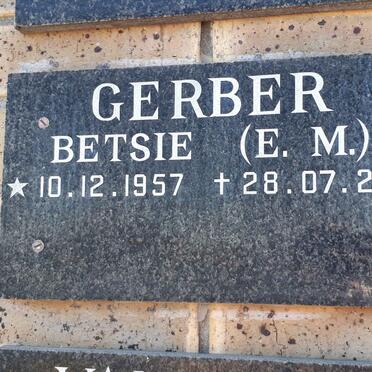 GERBER
BETSIE (E. M.)
★ 10.12.1957 ✝ 28.07.2